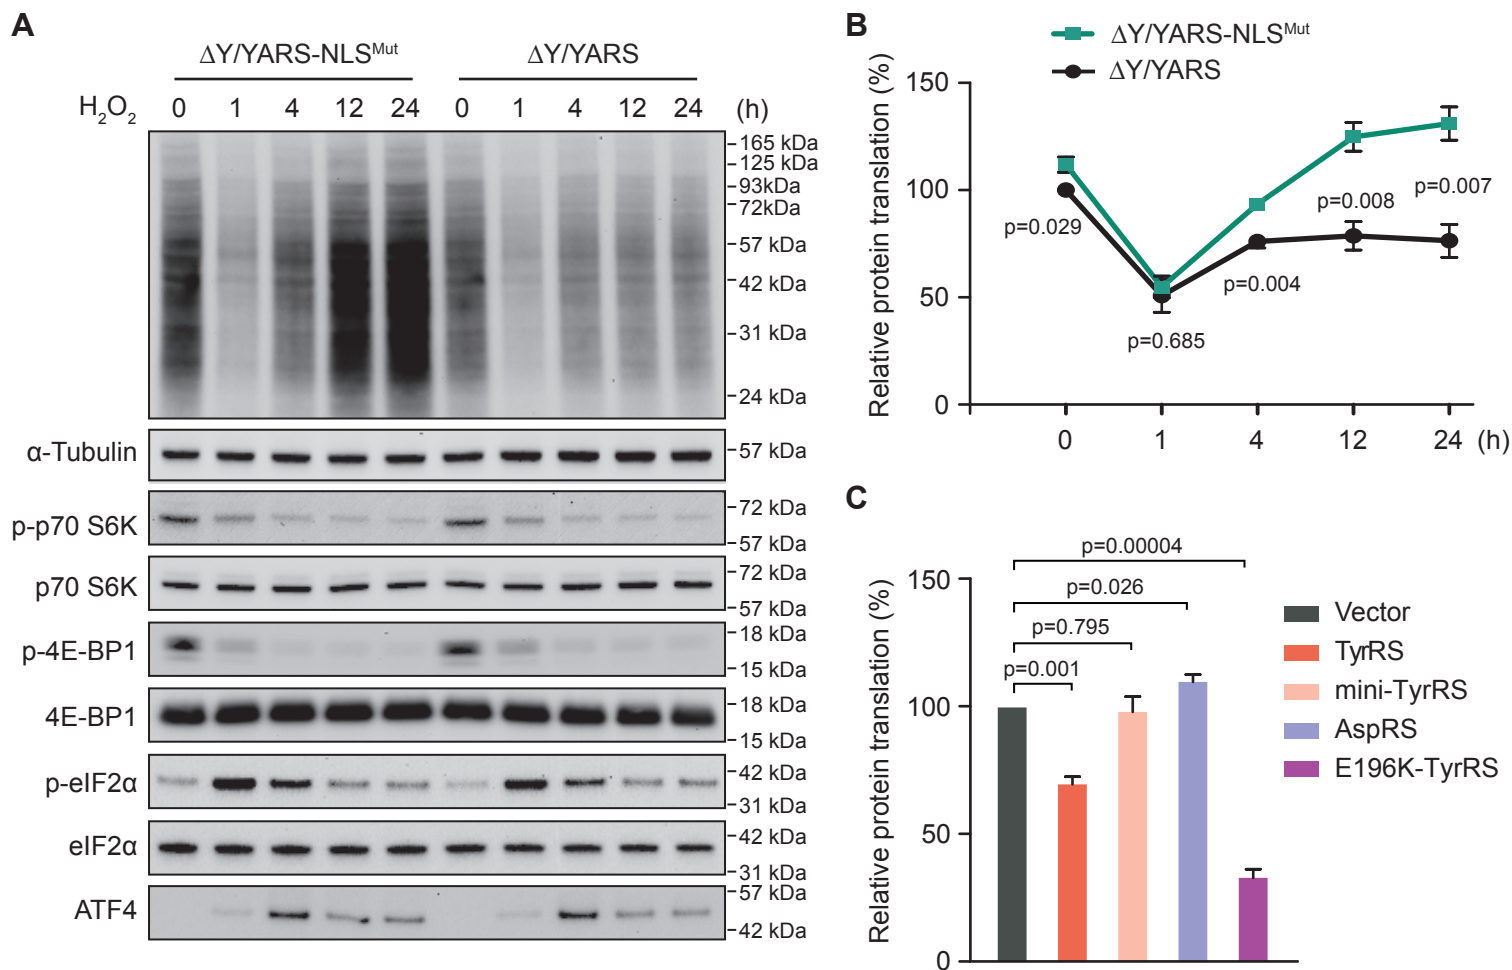 A
ΔY/YARS-NLS^Mut ΔY/YARS
H₂O₂ 0 1 4 12 24 0 1 4 12 24 (h)
165 kDa
125 kDa
93kDa
72kDa
57 kDa
42 kDa
31 kDa
24 kDa
α-Tubulin 57 kDa
p-p70 S6K 72 kDa
57 kDa
p70 S6K 72 kDa
57 kDa
p-4E-BP1 18 kDa
15 kDa
4E-BP1 18 kDa
15 kDa
p-eIF2α 42 kDa
31 kDa
eIF2α 42 kDa
31 kDa
ATF4 57 kDa
42 kDa
B
ΔY/YARS-NLS^Mut
ΔY/YARS
Relative protein translation (%)
150
100
50
0
p=0.029
p=0.685
p=0.004
p=0.008
p=0.007
0 1 4 12 24 (h)
C
Relative protein translation (%)
150
100
50
0
p=0.00004
p=0.026
p=0.795
p=0.001
Vector
TyrRS
mini-TyrRS
AspRS
E196K-TyrRS